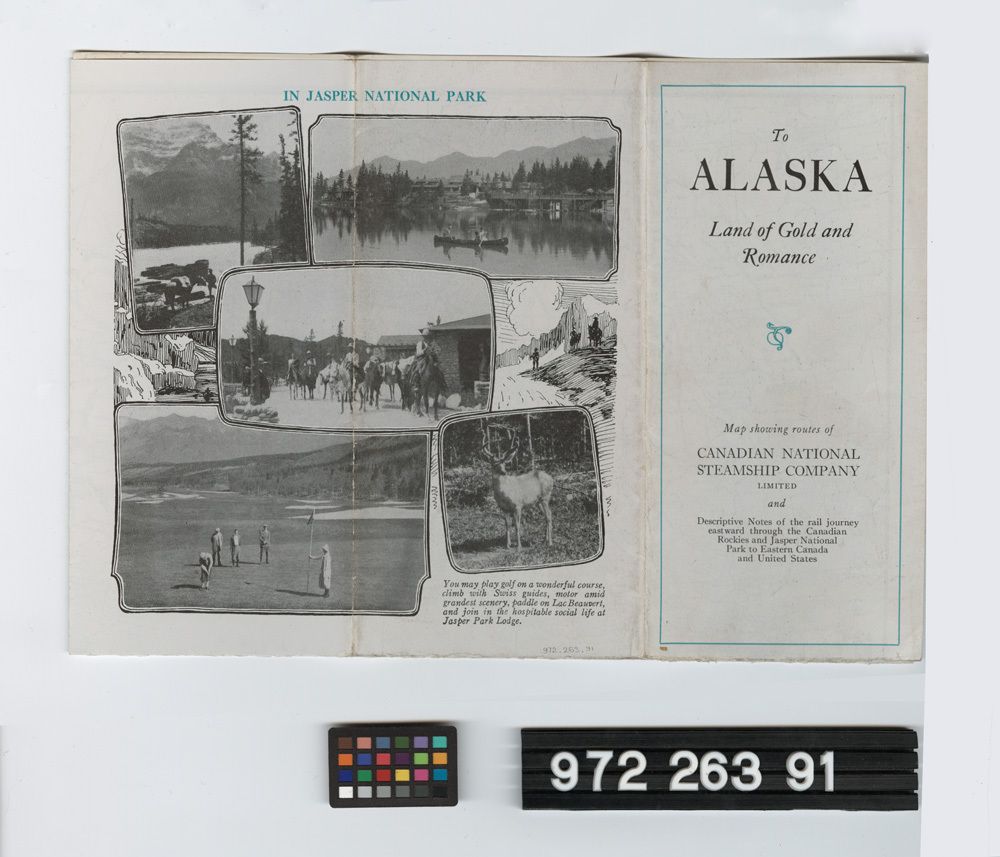 IN JASPER NATIONAL PARK
You may play golf on a wonderful course,
climb with Swiss guides, motor amid
grandest scenery, paddle on Lac Beauvert,
and join in the hospitable social life at
Jasper Park Lodge.
972.263.91
To
ALASKA
Land of Gold and
Romance
Map showing routes of
CANADIAN NATIONAL
STEAMSHIP COMPANY
LIMITED
and
Descriptive Notes of the rail journey
eastward through the Canadian
Rockies and Jasper National
Park to Eastern Canada
and United States
972 263 91